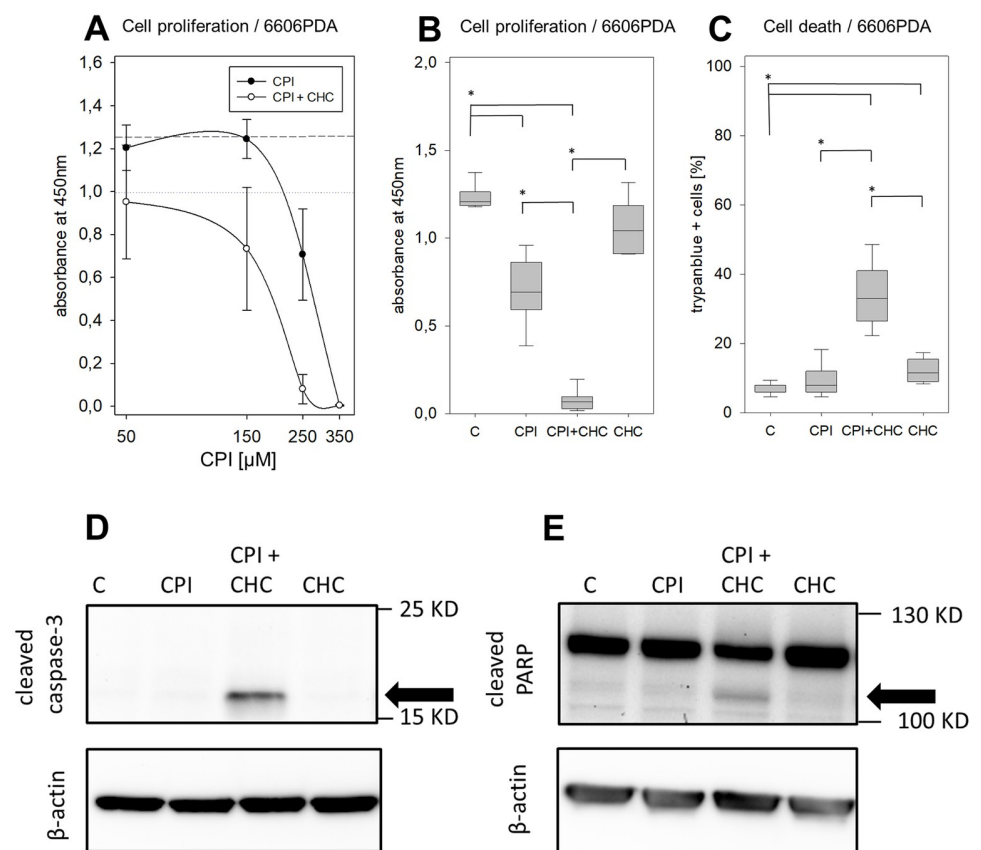 A Cell proliferation / 6606PDA
1,6
1,4
1,2
1,0
0,8
0,6
0,4
0,2
0,0
absorbance at 450nm
CPI
CPI + CHC
50 150 250 350
CPI [µM]
B Cell proliferation / 6606PDA
2,0
1,5
1,0
0,5
0,0
absorbance at 450nm
*
*
*
C CPI CPI+CHC CHC
C Cell death / 6606PDA
100
80
60
40
20
0
trypanblue + cells [%]
*
*
*
C CPI CPI+CHC CHC
D
CPI +
C CPI CHC CHC
cleaved
caspase-3
25 KD
15 KD
β-actin
E
CPI +
C CPI CHC CHC
cleaved
PARP
130 KD
100 KD
β-actin